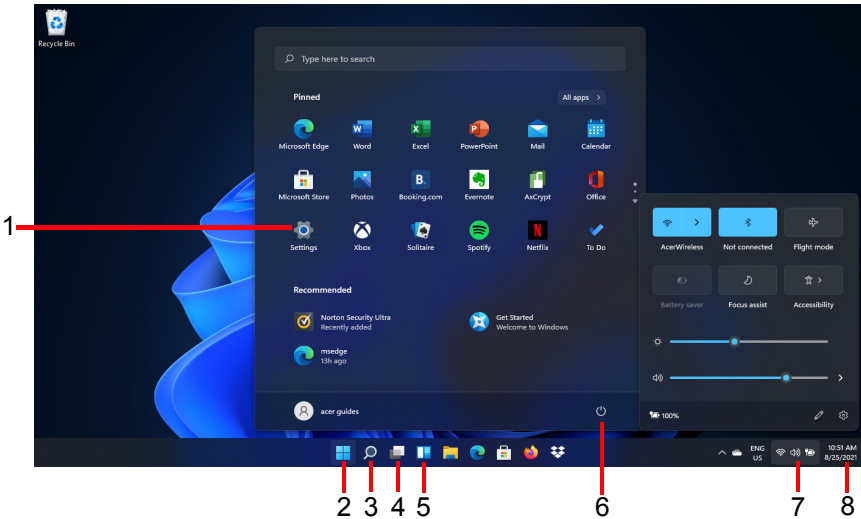 Recycle Bin
Type here to search
Pinned
All apps >
Microsoft Edge Word Excel PowerPoint Mail Calendar
Microsoft Store Photos Booking.com Evernote AxCrypt Office
1
Settings Xbox Solitaire Spotify Netflix To Do
AcerWireless Not connected Flight mode
Battery saver Focus assist Accessibility
Recommended
Norton Security Ultra
Recently added
Get Started
Welcome to Windows
msedge
13h ago
acer guides
100%
ENG
US
10:51 AM
8/25/2021
2 3 4 5 6 7 8